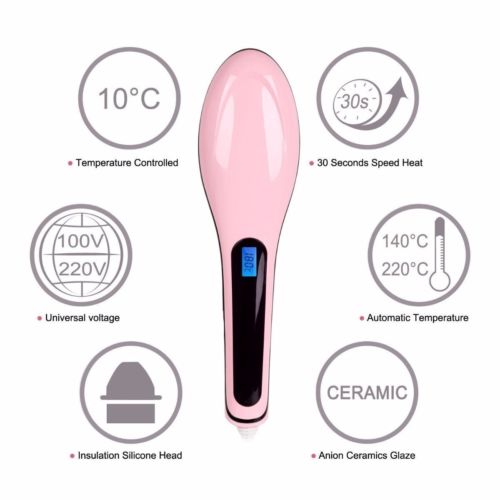 10°C
Temperature Controlled
30s
30 Seconds Speed Heat
100V
220V
Universal voltage
140°C
220°C
Automatic Temperature
Insulation Silicone Head
CERAMIC
Anion Ceramics Glaze